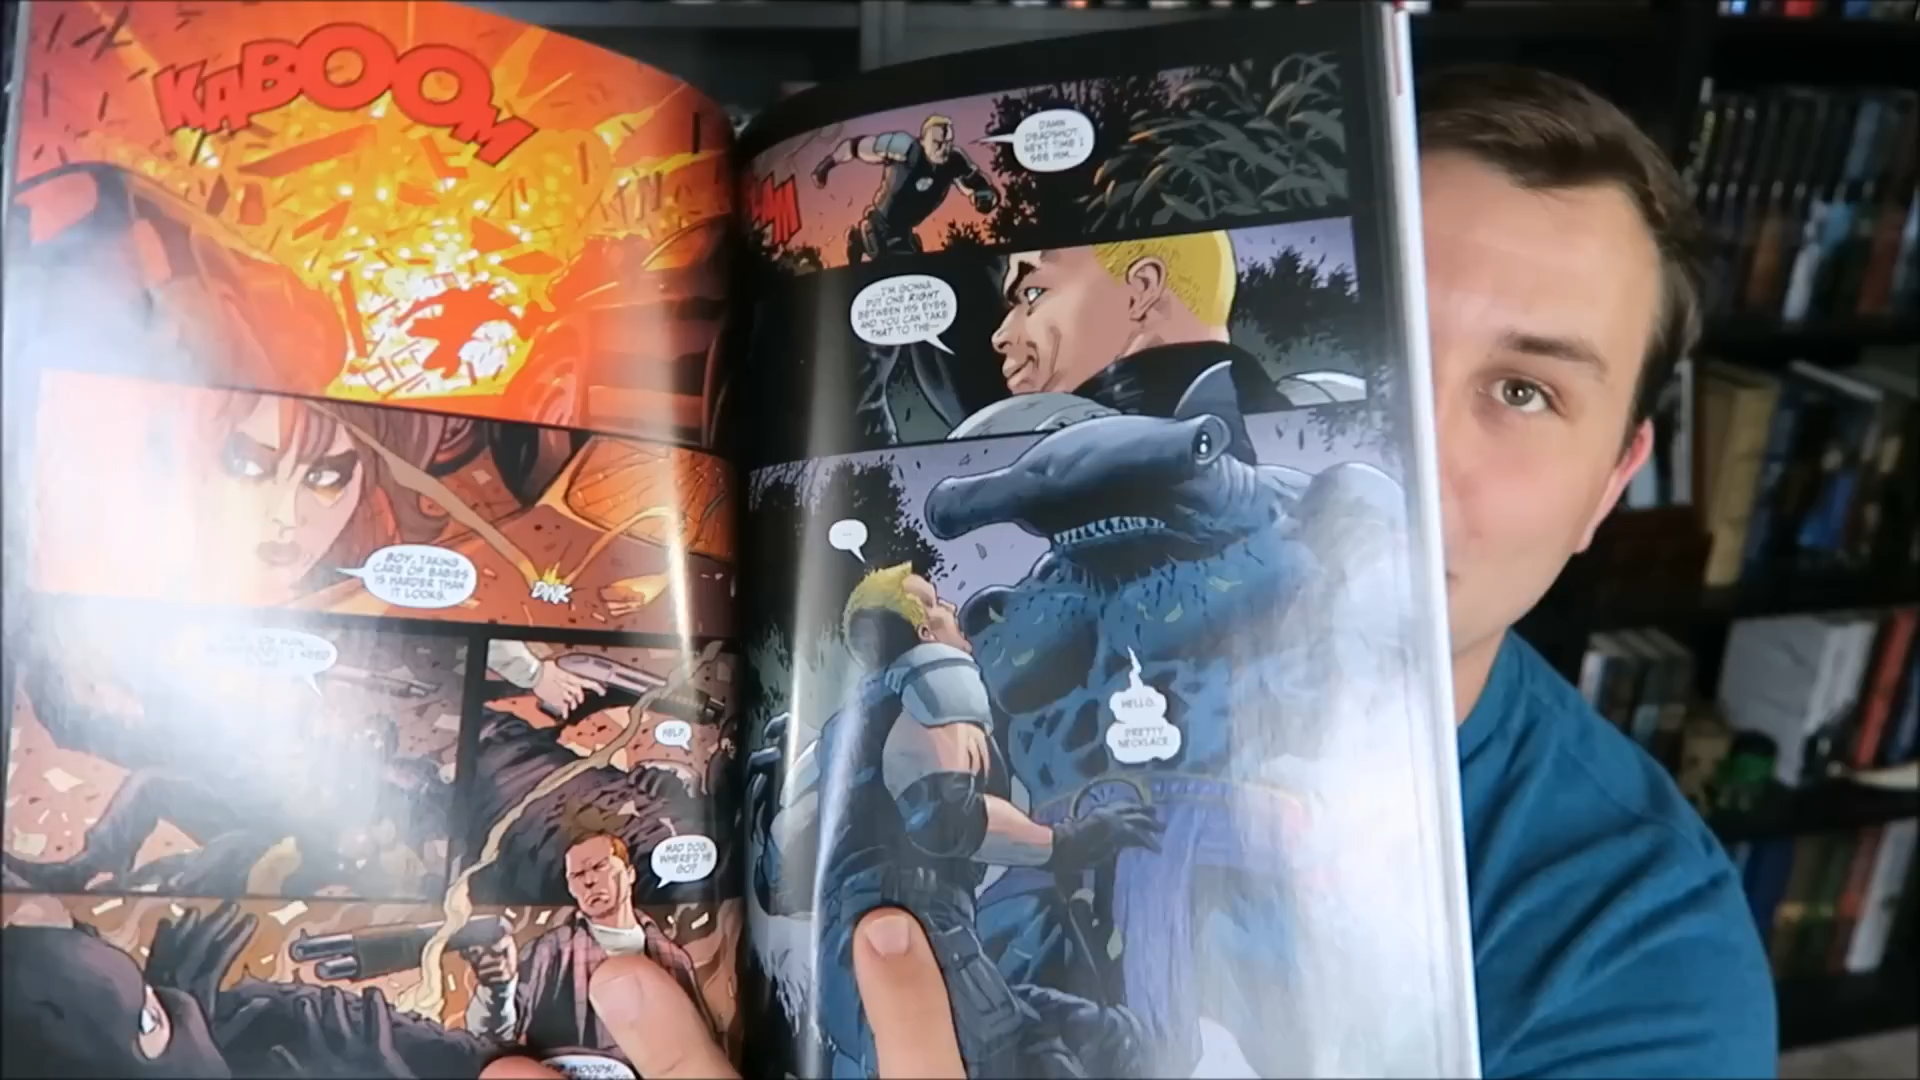 KABOOM
BOY, TAKING
CARE OF BABIES
IS HARDER THAN
IT LOOKS.
DNK
I NEED
HELP.
MAD DOG,
WHERE'D HE
GO?
WOODS!
DAMN
DEADSHOT.
NEXT TIME I
SEE HIM...
...I'M GONNA
PUT ONE RIGHT
BETWEEN HIS EYES
AND YOU CAN TAKE
THAT TO THE--
...
HELLO.
PRETTY
NECKLACE.